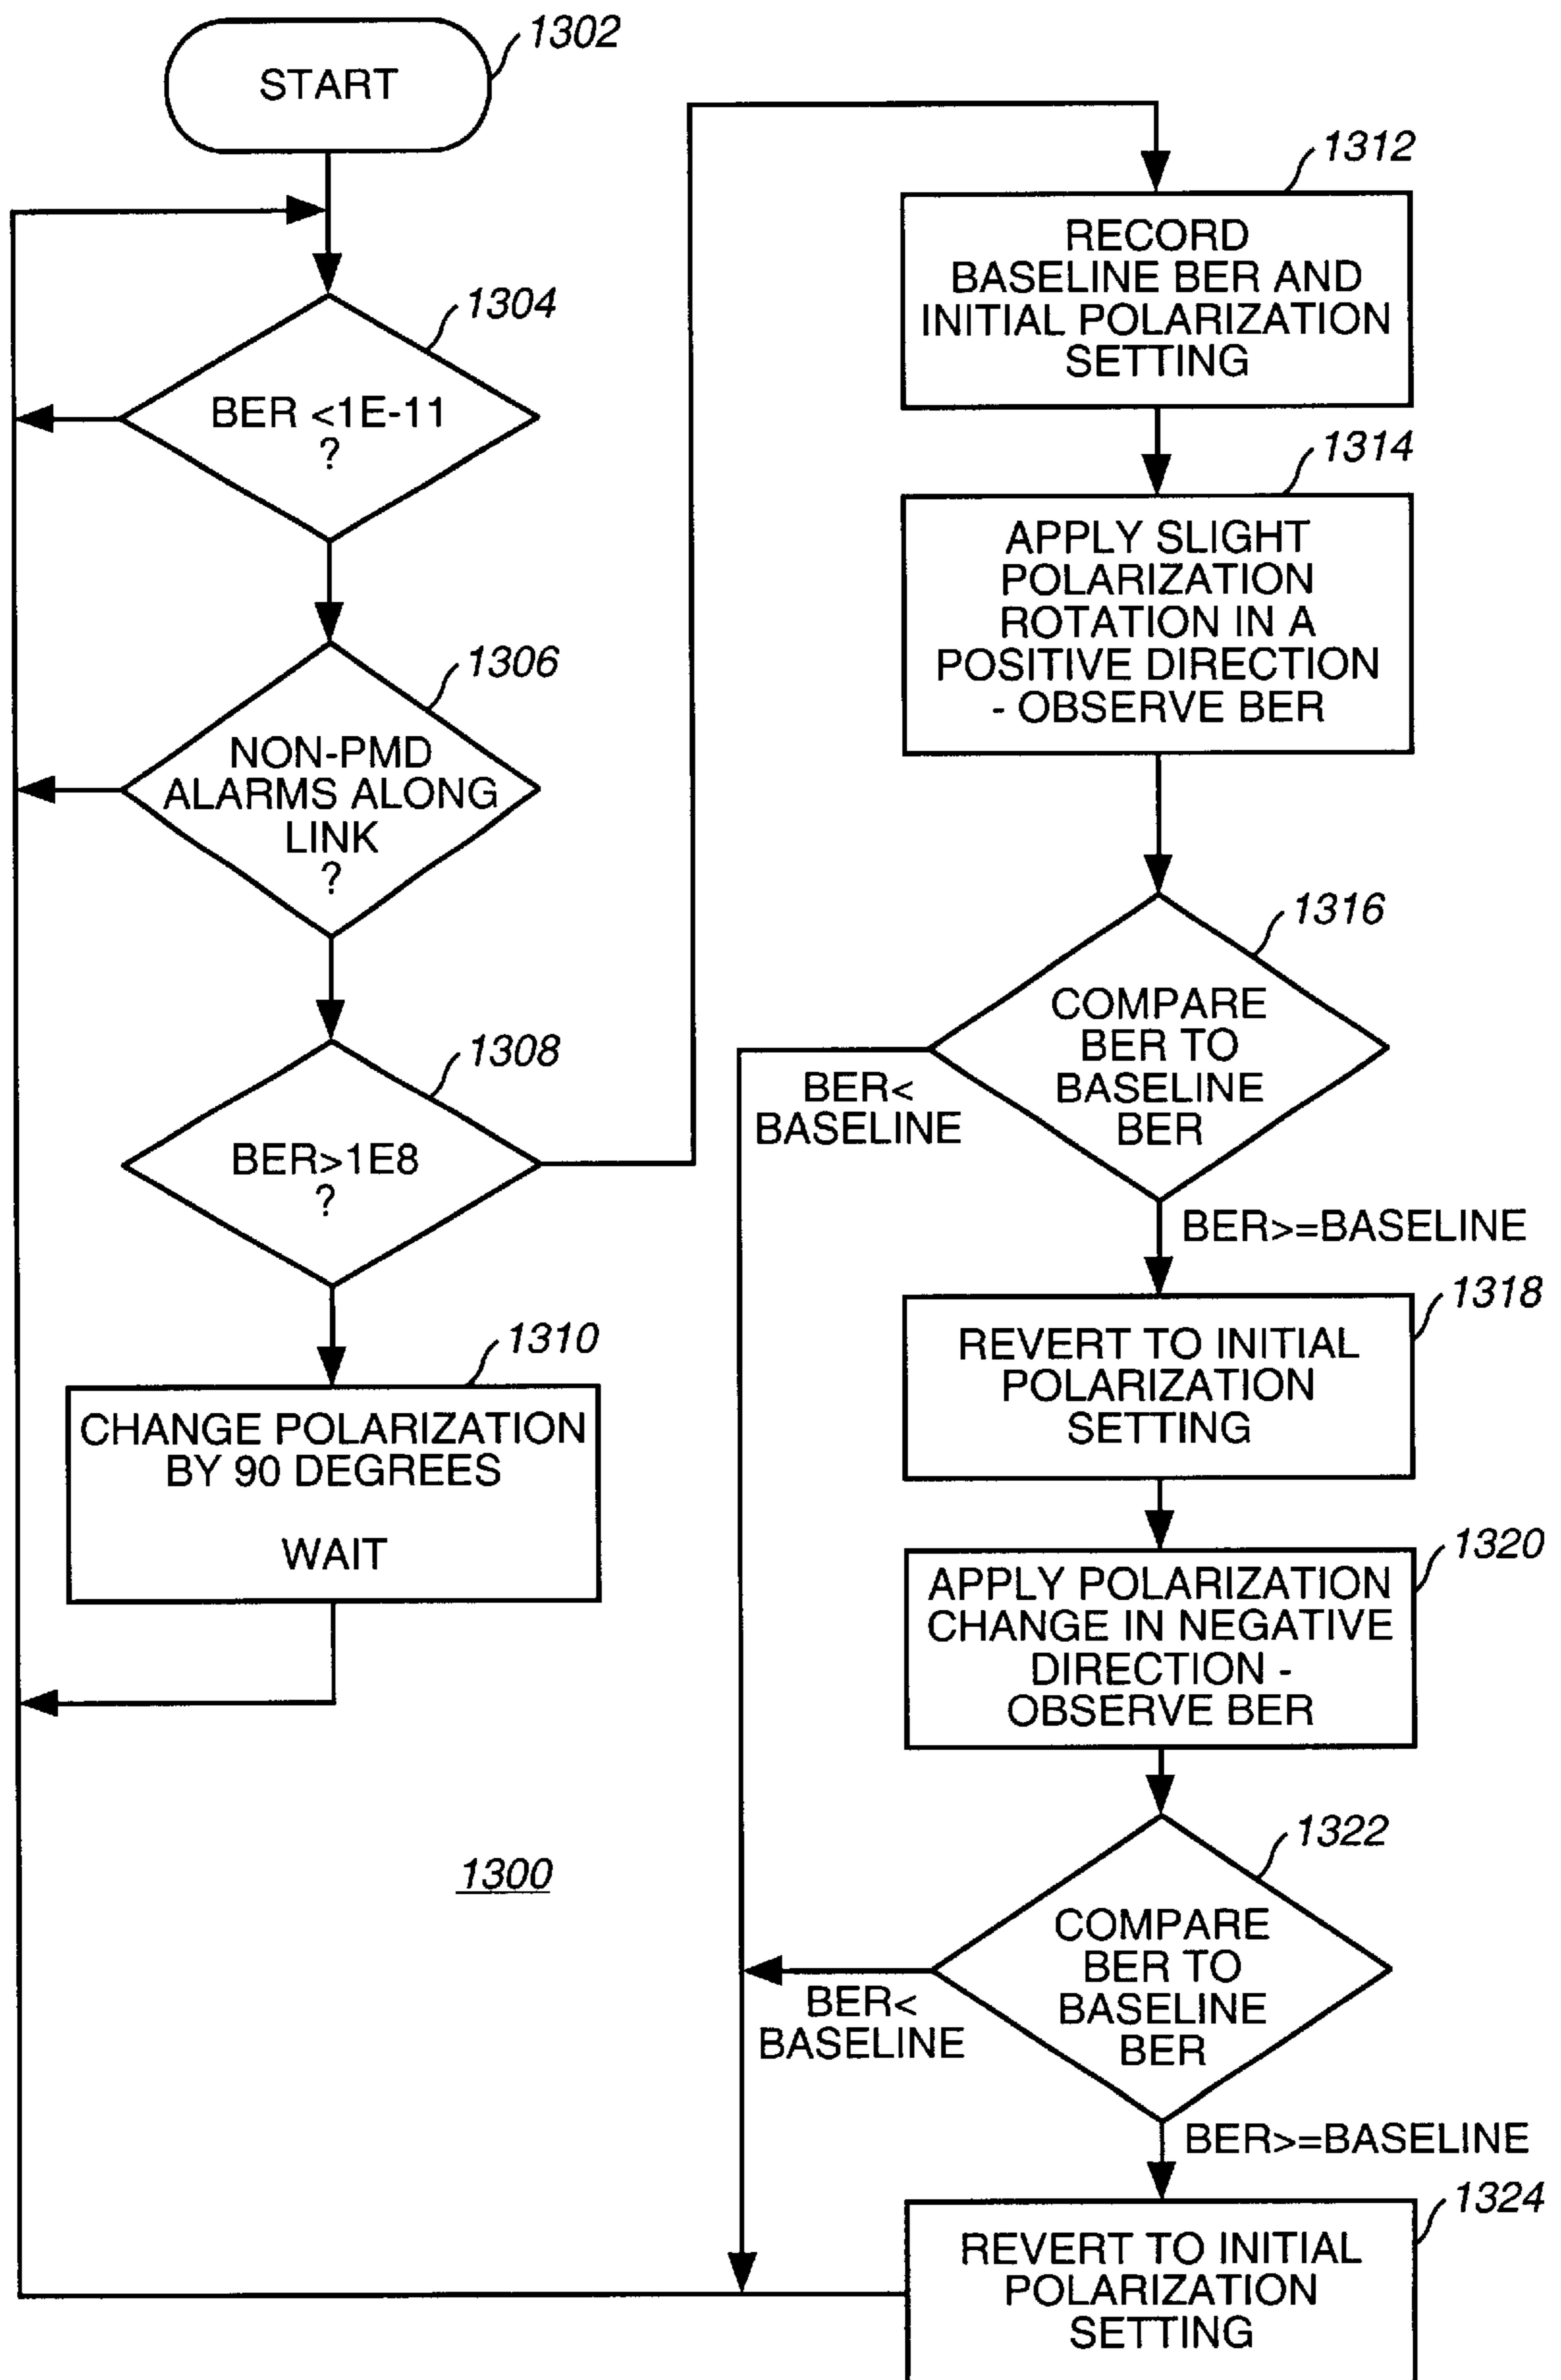 1302
START
1304
BER <1E-11
?
1306
NON-PMD
ALARMS ALONG
LINK
?
1308
BER>1E8
?
1310
CHANGE POLARIZATION
BY 90 DEGREES
WAIT
1300
1312
RECORD
BASELINE BER AND
INITIAL POLARIZATION
SETTING
1314
APPLY SLIGHT
POLARIZATION
ROTATION IN A
POSITIVE DIRECTION
- OBSERVE BER
1316
COMPARE
BER TO
BASELINE
BER
BER<
BASELINE
BER>=BASELINE
1318
REVERT TO INITIAL
POLARIZATION
SETTING
1320
APPLY POLARIZATION
CHANGE IN NEGATIVE
DIRECTION -
OBSERVE BER
1322
COMPARE
BER TO
BASELINE
BER
BER<
BASELINE
BER>=BASELINE
1324
REVERT TO INITIAL
POLARIZATION
SETTING